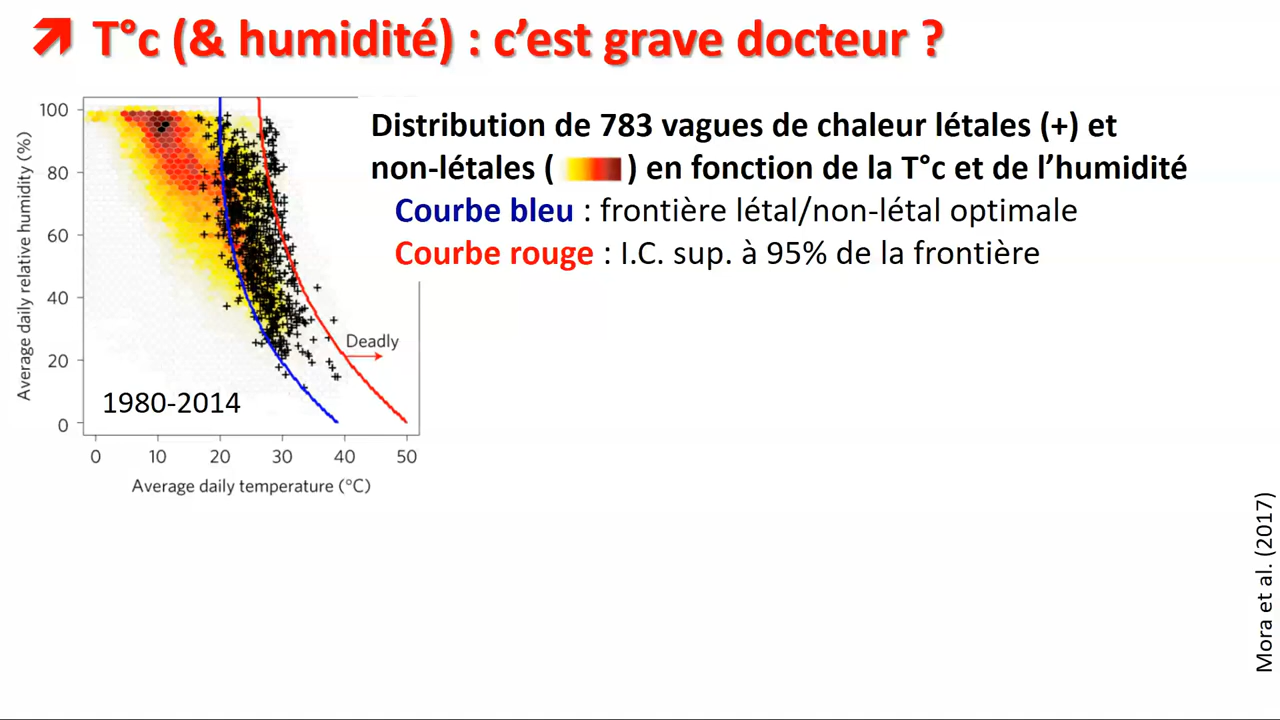 T°c (& humidité) : c’est grave docteur ?
Distribution de 783 vagues de chaleur létales (+) et
non-létales ( ) en fonction de la T°c et de l’humidité
Courbe bleu : frontière létal/non-létal optimale
Courbe rouge : I.C. sup. à 95% de la frontière
Average daily relative humidity (%)
100
80
60
40
20
0
Deadly
1980-2014
0 10 20 30 40 50
Average daily temperature (°C)
Mora et al. (2017)